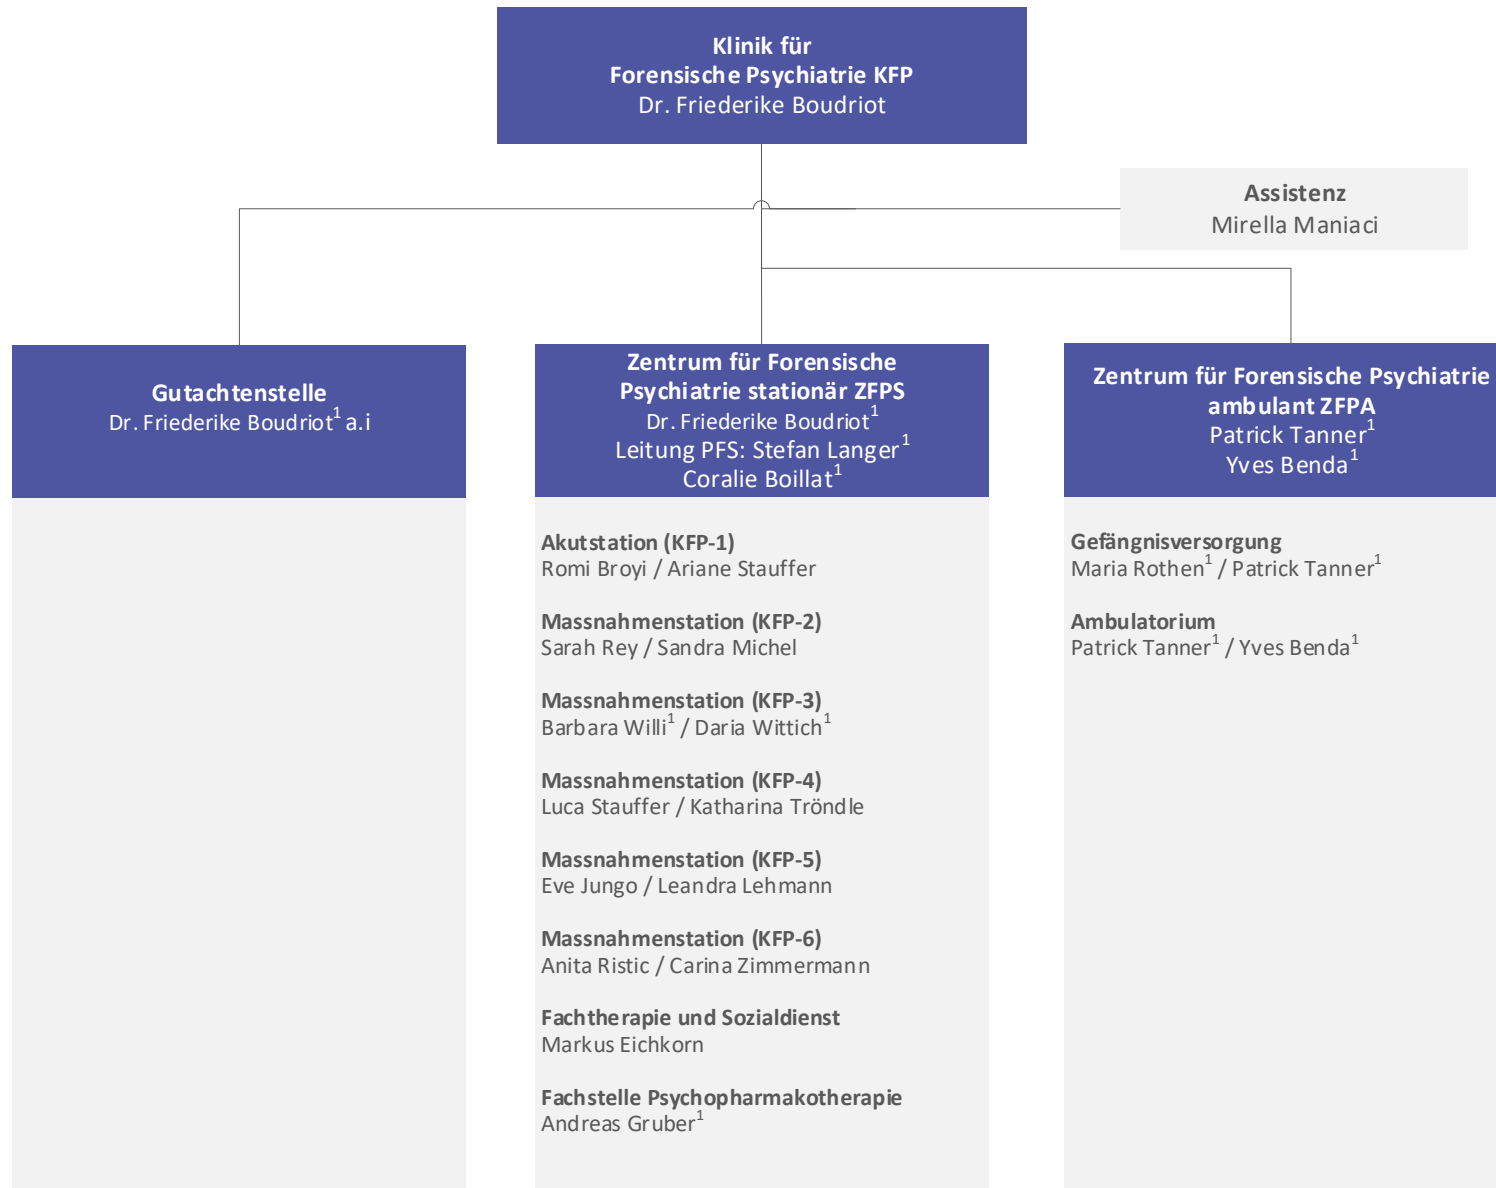 Klinik für
Forensische Psychiatrie KFP
Dr. Friederike Boudriot
Assistenz
Mirella Maniaci
Gutachtenstelle
Dr. Friederike Boudriot¹ a.i
Zentrum für Forensische
Psychiatrie stationär ZFPS
Dr. Friederike Boudriot¹
Leitung PFS: Stefan Langer¹
Coralie Boillat¹
Zentrum für Forensische Psychiatrie
ambulant ZFPA
Patrick Tanner¹
Yves Benda¹
Akutstation (KFP-1)
Romi Broyi / Ariane Stauffer
Massnahmenstation (KFP-2)
Sarah Rey / Sandra Michel
Massnahmenstation (KFP-3)
Barbara Willi¹ / Daria Wittich¹
Massnahmenstation (KFP-4)
Luca Stauffer / Katharina Tröndle
Massnahmenstation (KFP-5)
Eve Jungo / Leandra Lehmann
Massnahmenstation (KFP-6)
Anita Ristic / Carina Zimmermann
Fachtherapie und Sozialdienst
Markus Eichkorn
Fachstelle Psychopharmakotherapie
Andreas Gruber¹
Gefängnisversorgung
Maria Rothen¹ / Patrick Tanner¹
Ambulatorium
Patrick Tanner¹ / Yves Benda¹